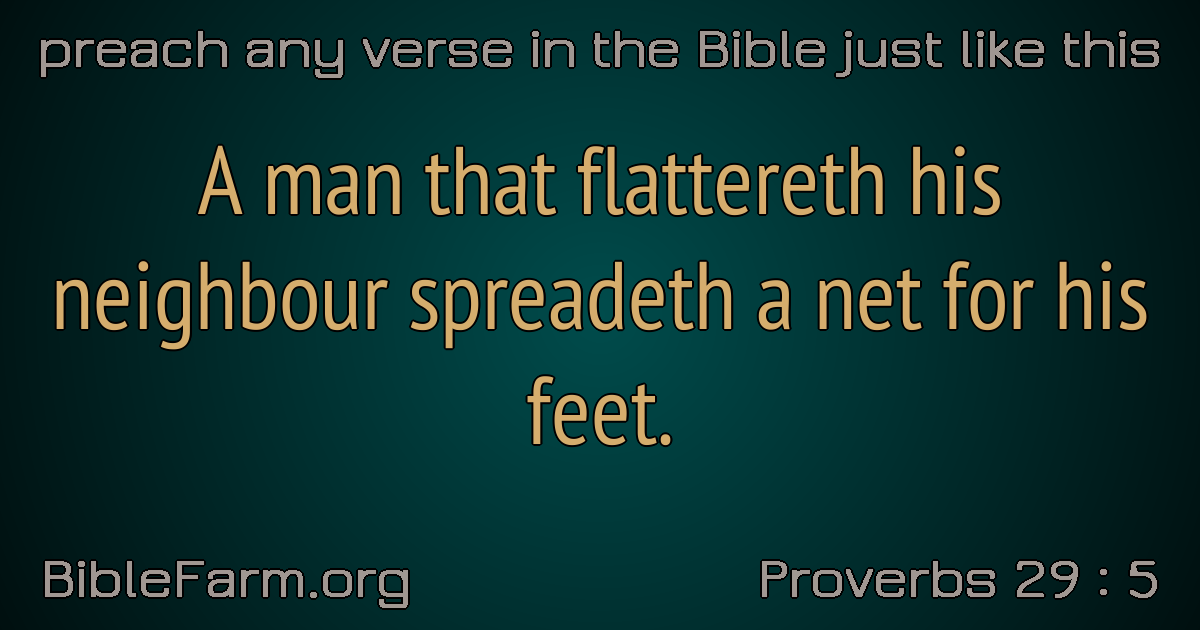 preach any verse in the Bible just like this
A man that flattereth his
neighbour spreadeth a net for his
feet.
BibleFarm.org
Proverbs 29 : 5